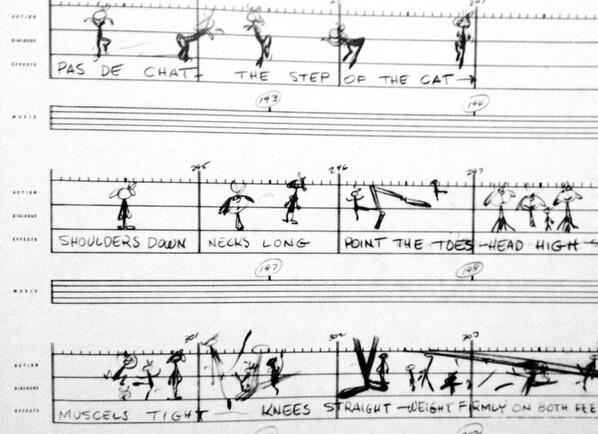 ACTION
DIALOGUE
EFFECTS
PAS DE CHAT THE STEP OF THE CAT
193
MUSIC
295 296 297
ACTION
DIALOGUE
EFFECTS
SHOULDERS DOWN NECKS LONG POINT THE TOES HEAD HIGH
197 198
MUSIC
301 302 303
ACTION
DIALOGUE
EFFECTS
MUSCELS TIGHT KNEES STRAIGHT WEIGHT FIRMLY ON BOTH FEE